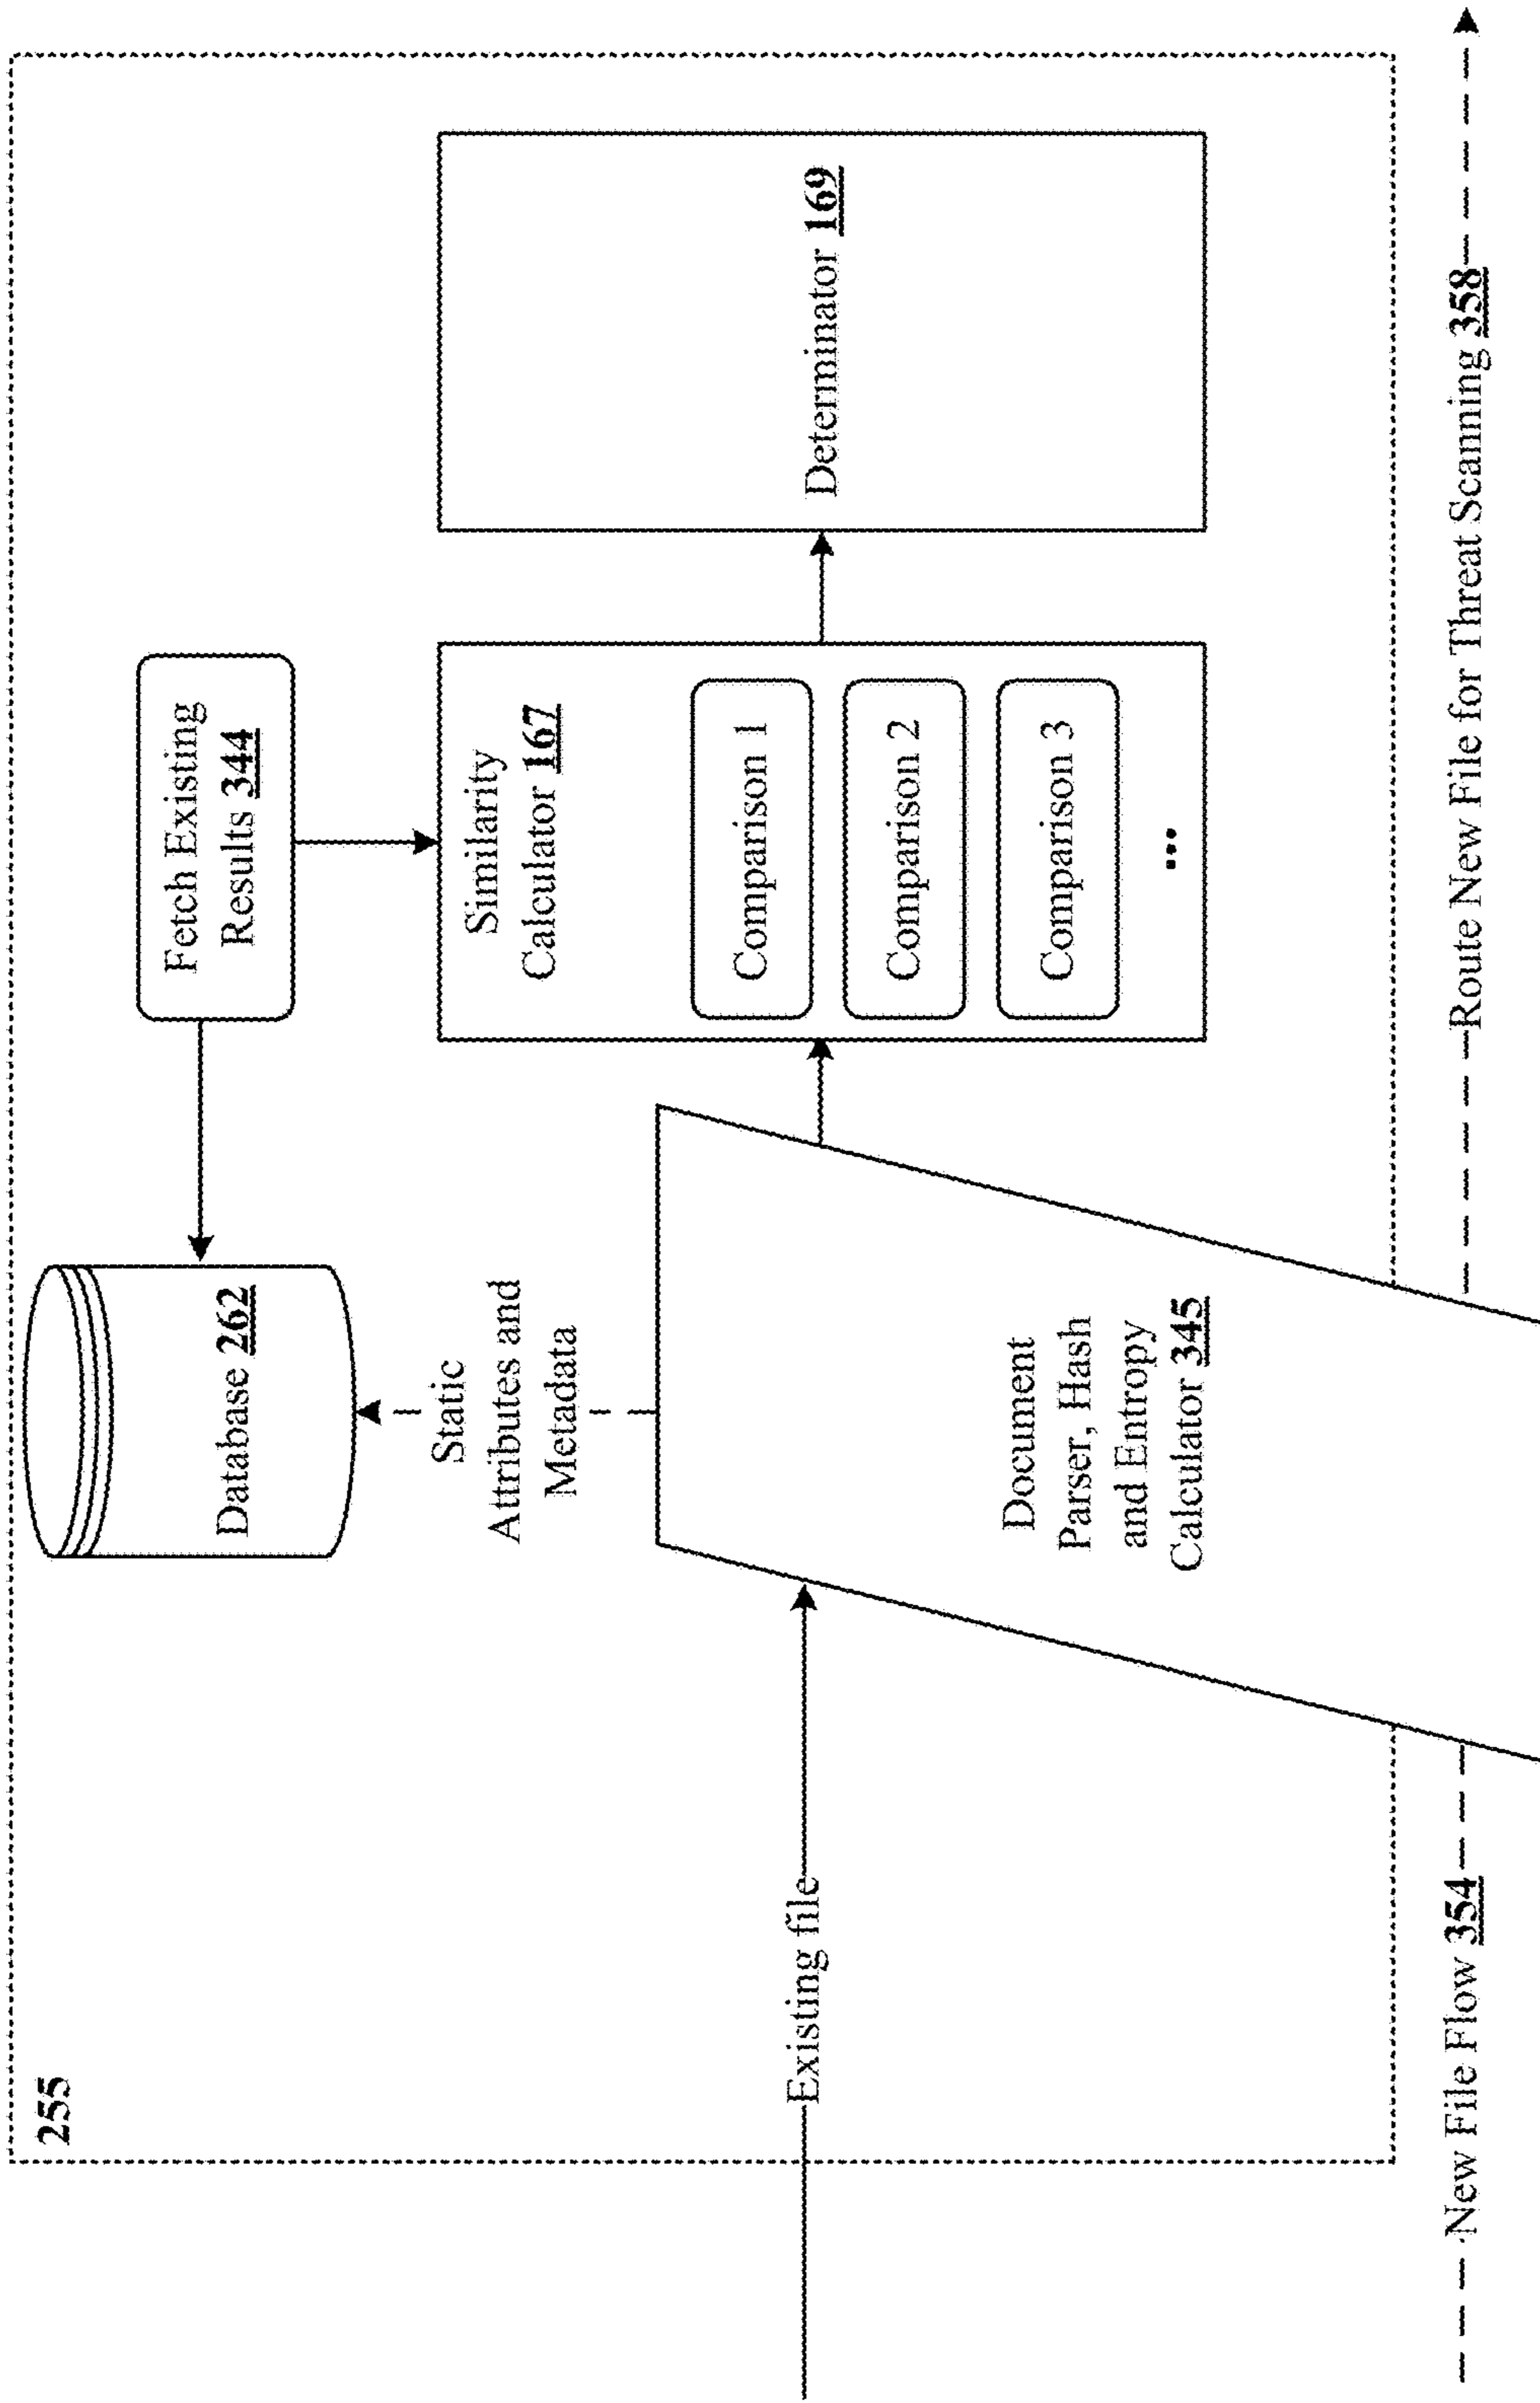 255
Database 262
Fetch Existing
Results 344
Static
Attributes and
Metadata
Similarity
Calculator 167
Comparison 1
Comparison 2
Comparison 3
...
Determinator 169
Existing file
Document
Parser, Hash
and Entropy
Calculator 345
New File Flow 354
Route New File for Threat Scanning 358